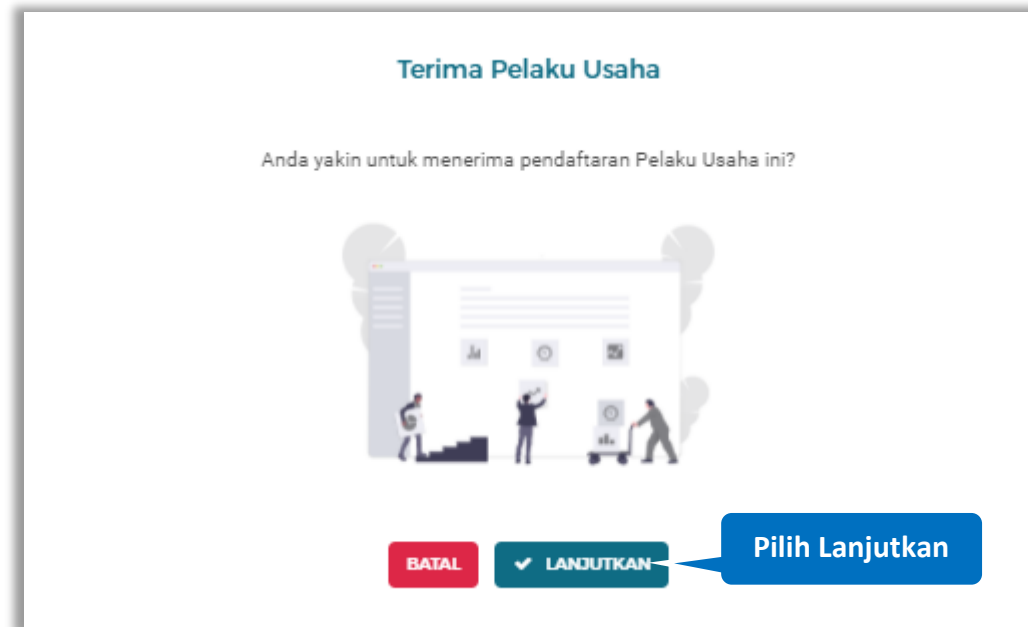 Terima Pelaku Usaha
Anda yakin untuk menerima pendaftaran Pelaku Usaha ini?
BATAL
LANJUTKAN
Pilih Lanjutkan